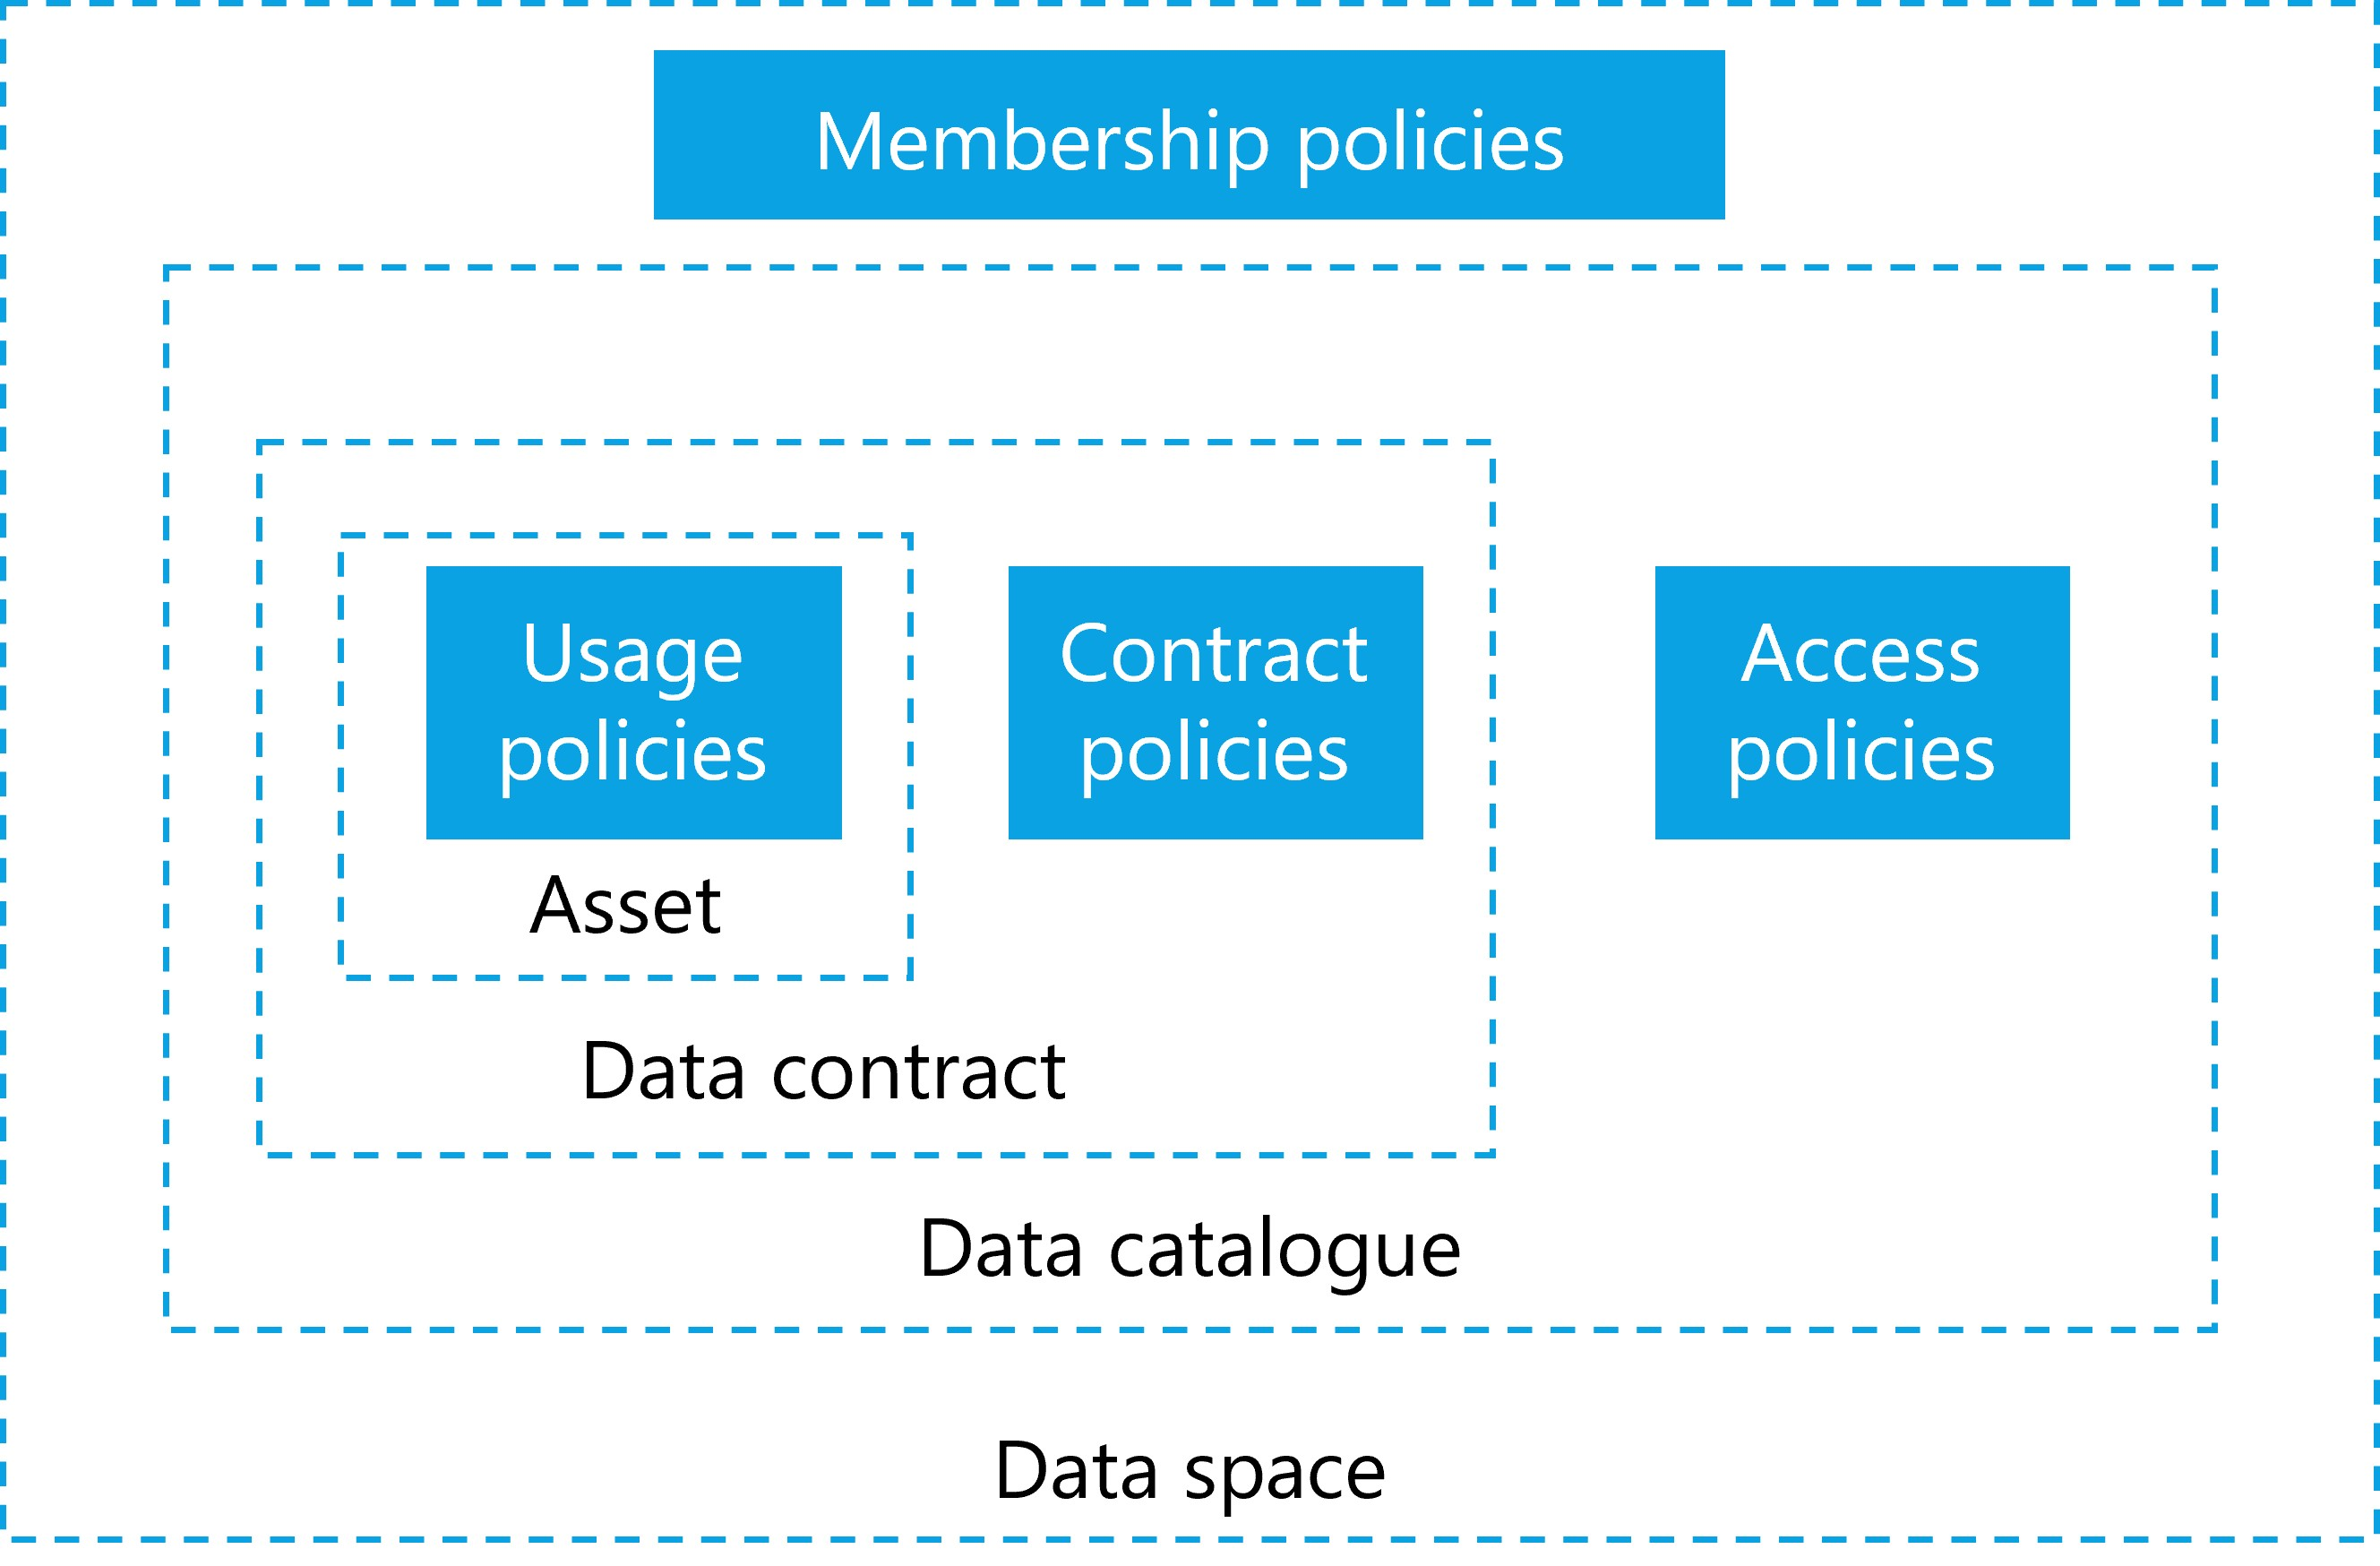 Membership policies
Usage
policies
Contract
policies
Access
policies
Asset
Data contract
Data catalogue
Data space